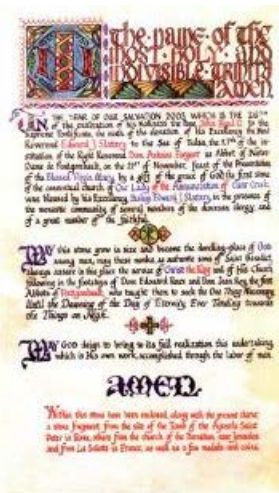 IN the name of the
most holy and
indivisible trinity
amen
IN THE YEAR OF OUR SALVATION 2003, WHICH IS THE 25th
of the pontificate of His Holiness the Pope John Paul II, the
Supreme Pontiff, the tenth of the elevation of His Excellency the Most
Reverend Edward J. Slattery to the See of Tulsa, the of the in-
stitution of the Right Reverend Dom Antoine Forgeot as Abbot of Notre
Dame de Fontgombault, on the 21st of November, feast of the Presentation
of the Blessed Virgin Mary, by a gift of the grace of God the first stone
of the conventual church of Our Lady of the Annunciation of Clear Creek
was blessed by His Excellency, Bishop Edward J. Slattery, in the presence of
the monastic community, of several members of the diocesan clergy, and
of a great number of the faithful.
MAY this stone grow in size and become the dwelling-place of God
among men, may these monks as authentic sons of Saint Benedict,
always assure in this place the service of Christ the King and of His Church
following in the footsteps of Dom Edouard Roux and Dom Jean Roy, the first
Abbots of Fontgombault, who taught them to seek the One Thing Necessary,
Until the Dawning of the Day of Eternity, Ever Tending towards
the Things on High.
MAY GOD deign to bring to its full realization this undertaking
which is His own work, accomplished through the labor of men.
AMEN.
Within this stone have been enclosed, along with the present charter,
a stone fragment from the site of the Tomb of the Apostle Saint
Peter in Rome, others from the church of the Visitation, near Jerusalem
and from La Salette in France, as well as a few medals and coins.